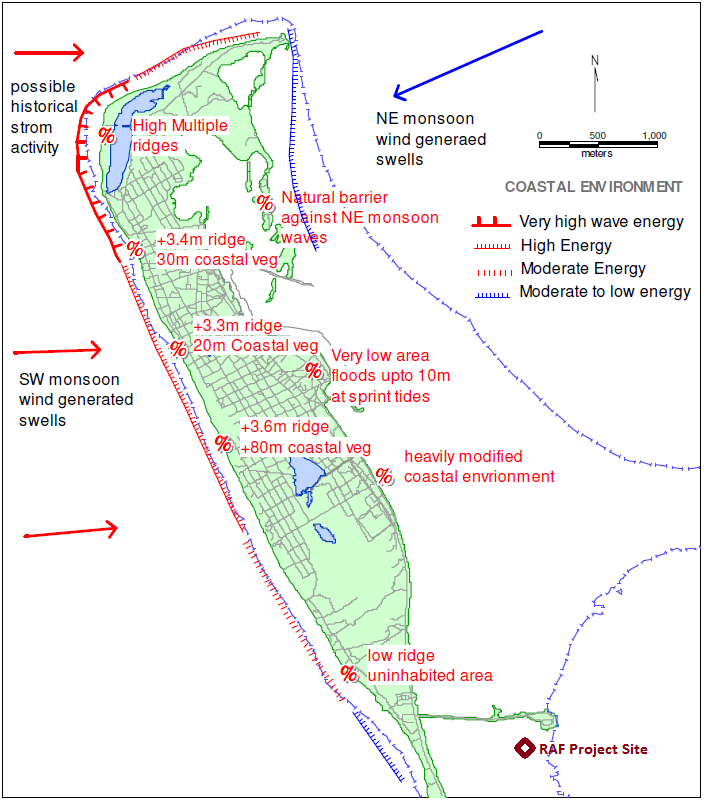 possible
historical
strom
activity
NE monsoon
wind generaed
swells
N
0 500 1,000
meters
COASTAL ENVIRONMENT
Very high wave energy
High Energy
Moderate Energy
Moderate to low energy
High Multiple
ridges
Natural barrier
against NE monsoon
waves
+3.4m ridge
30m coastal veg
+3.3m ridge
20m Coastal veg
Very low area
floods upto 10m
at sprint tides
SW monsoon
wind generated
swells
+3.6m ridge
+80m coastal veg
heavily modified
coastal envrionment
low ridge
uninhabited area
RAF Project Site